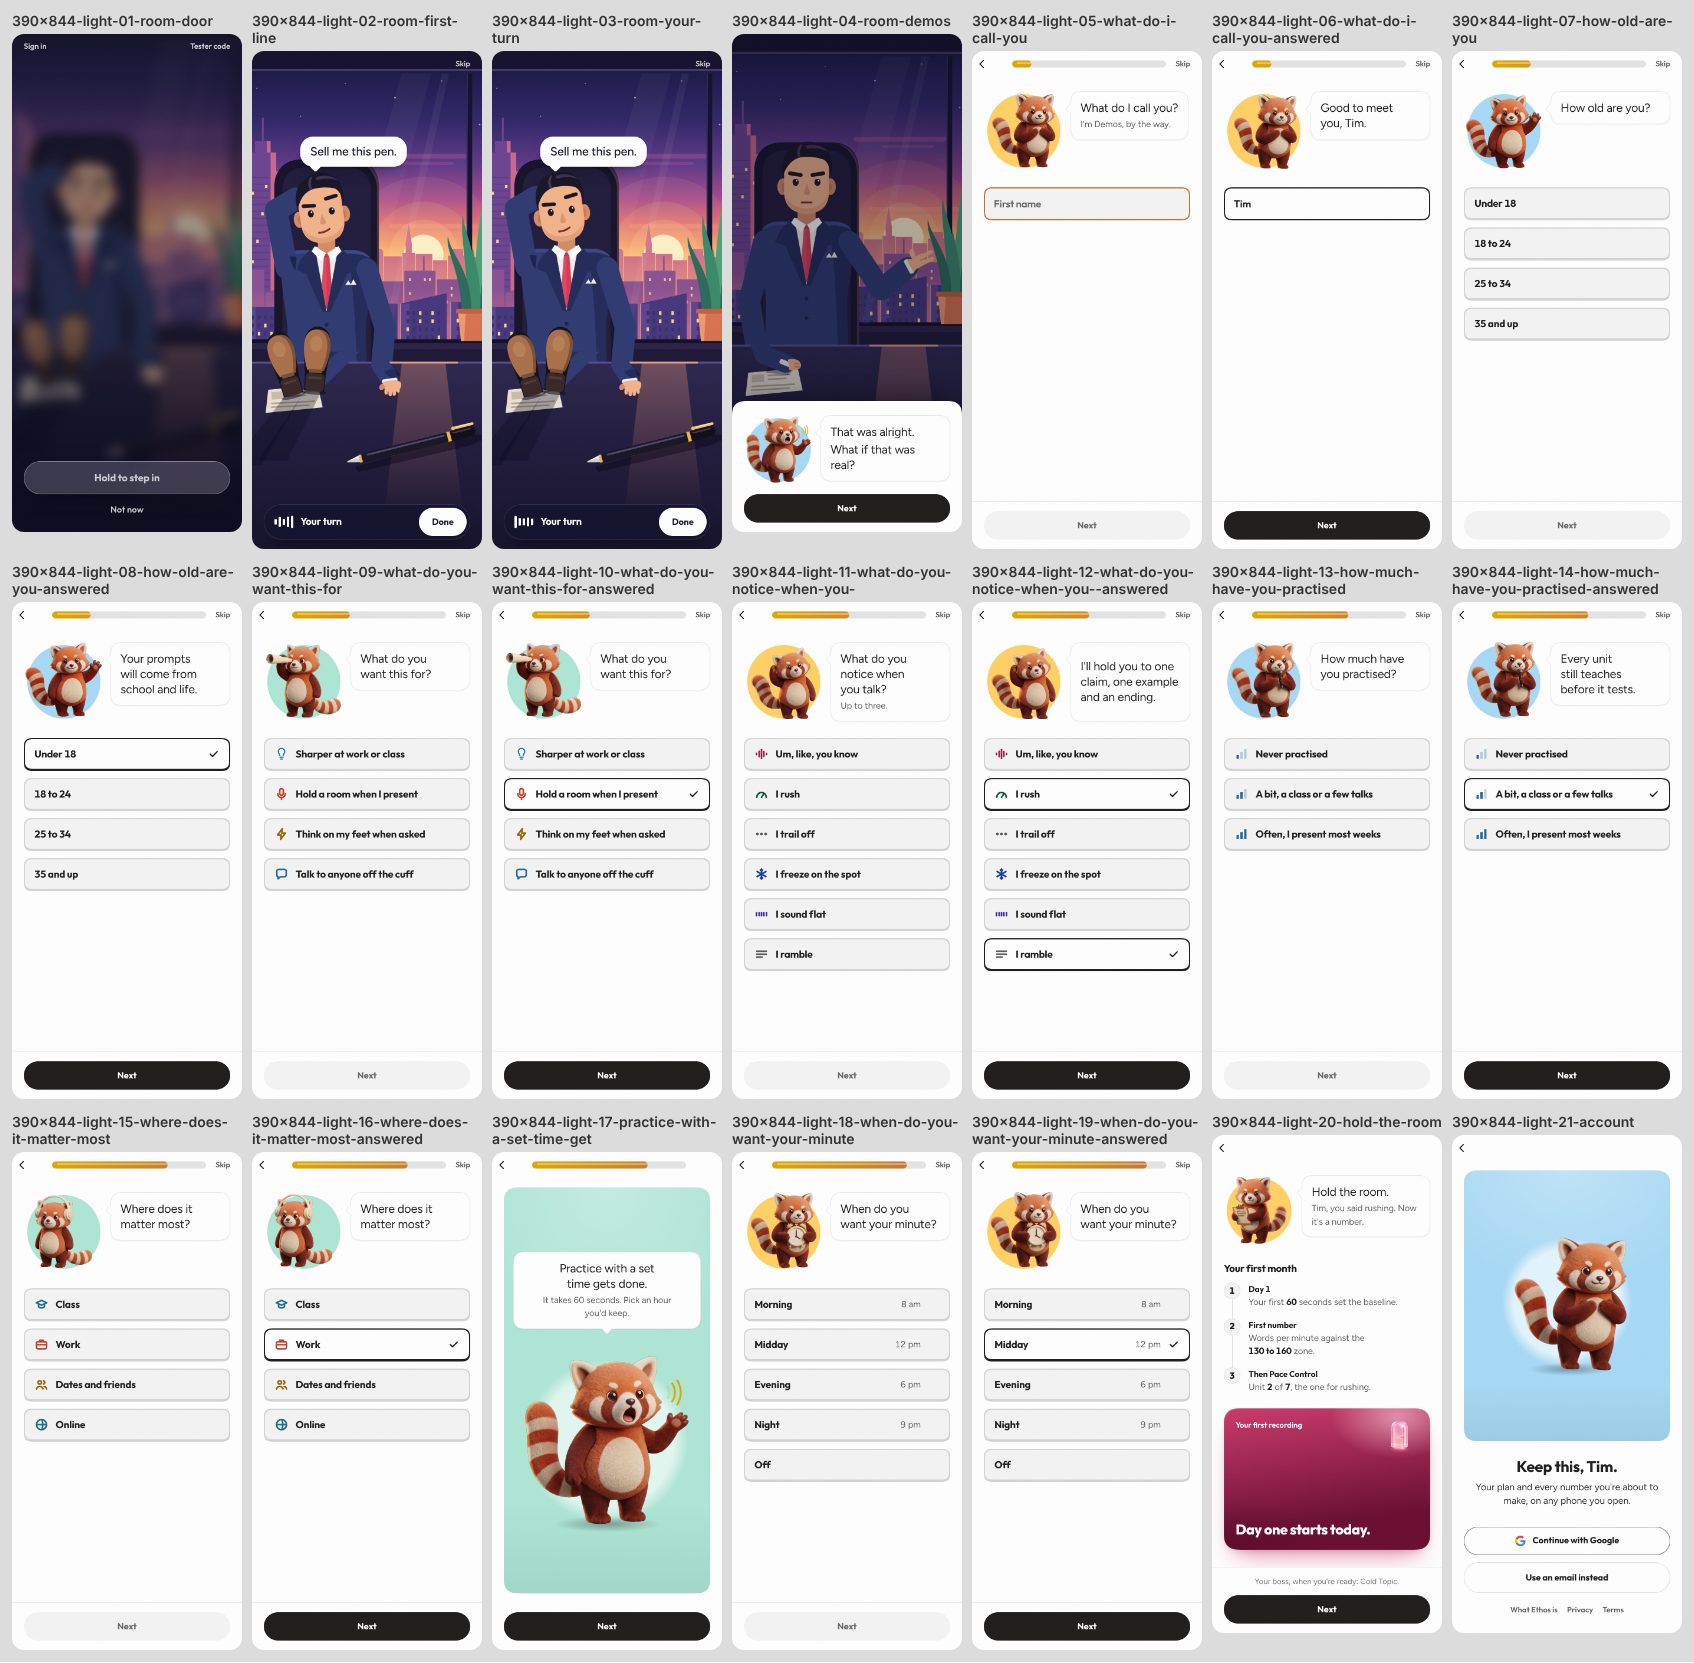 390×844-light-01-room-door
Sign in
Tester code
Hold to step in
Not now
390×844-light-02-room-first-
line
Skip
Sell me this pen.
Your turn
Done
390×844-light-03-room-your-
turn
Skip
Sell me this pen.
Your turn
Done
390×844-light-04-room-demos
That was alright.
What if that was
real?
Next
390×844-light-05-what-do-i-
call-you
Skip
What do I call you?
I'm Demos, by the way.
First name
Next
390×844-light-06-what-do-i-
call-you-answered
Skip
Good to meet
you, Tim.
Tim
Next
390×844-light-07-how-old-are-
you
Skip
How old are you?
Under 18
18 to 24
25 to 34
35 and up
Next
390×844-light-08-how-old-are-
you-answered
Skip
Your prompts
will come from
school and life.
Under 18
18 to 24
25 to 34
35 and up
Next
390×844-light-09-what-do-you-
want-this-for
Skip
What do you
want this for?
Sharper at work or class
Hold a room when I present
Think on my feet when asked
Talk to anyone off the cuff
Next
390×844-light-10-what-do-you-
want-this-for-answered
Skip
What do you
want this for?
Sharper at work or class
Hold a room when I present
Think on my feet when asked
Talk to anyone off the cuff
Next
390×844-light-11-what-do-you-
notice-when-you-
Skip
What do you
notice when
you talk?
Up to three.
Um, like, you know
I rush
I trail off
I freeze on the spot
I sound flat
I ramble
Next
390×844-light-12-what-do-you-
notice-when-you--answered
Skip
I'll hold you to one
claim, one example
and an ending.
Um, like, you know
I rush
I trail off
I freeze on the spot
I sound flat
I ramble
Next
390×844-light-13-how-much-
have-you-practised
Skip
How much have
you practised?
Never practised
A bit, a class or a few talks
Often, I present most weeks
Next
390×844-light-14-how-much-
have-you-practised-answered
Skip
Every unit
still teaches
before it tests.
Never practised
A bit, a class or a few talks
Often, I present most weeks
Next
390×844-light-15-where-does-
it-matter-most
Skip
Where does it
matter most?
Class
Work
Dates and friends
Online
Next
390×844-light-16-where-does-
it-matter-most-answered
Skip
Where does it
matter most?
Class
Work
Dates and friends
Online
Next
390×844-light-17-practice-with-
a-set-time-get
Practice with a set
time gets done.
It takes 60 seconds. Pick an hour
you'd keep.
Next
390×844-light-18-when-do-you-
want-your-minute
Skip
When do you
want your minute?
Morning 8 am
Midday 12 pm
Evening 6 pm
Night 9 pm
Off
Next
390×844-light-19-when-do-you-
want-your-minute-answered
Skip
When do you
want your minute?
Morning 8 am
Midday 12 pm
Evening 6 pm
Night 9 pm
Off
Next
390×844-light-20-hold-the-room
Hold the room.
Tim, you said rushing. Now
it's a number.
Your first month
1 Day 1
Your first 60 seconds set the baseline.
2 First number
Words per minute against the
130 to 160 zone.
3 Then Pace Control
Unit 2 of 7, the one for rushing.
Your first recording
Day one starts today.
Your boss, when you're ready: Cold Topic.
Next
390×844-light-21-account
Keep this, Tim.
Your plan and every number you're about to
make, on any phone you open.
Continue with Google
Use an email instead
What Ethos is
Privacy
Terms